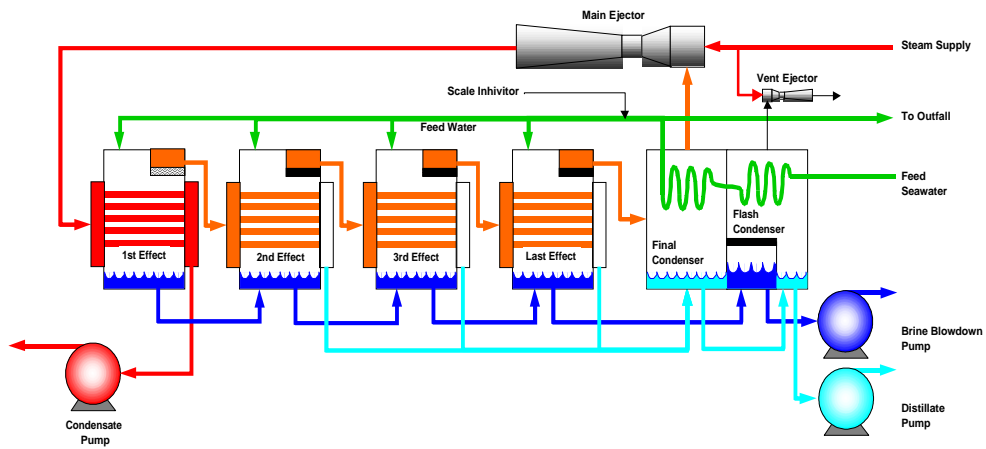 Main Ejector
Steam Supply
Vent Ejector
Scale Inhivitor
To Outfall
Feed Water
Feed
Seawater
Flash
Condenser
Final
Condenser
1st Effect
2nd Effect
3rd Effect
Last Effect
Brine Blowdown
Pump
Distillate
Pump
Condensate
Pump